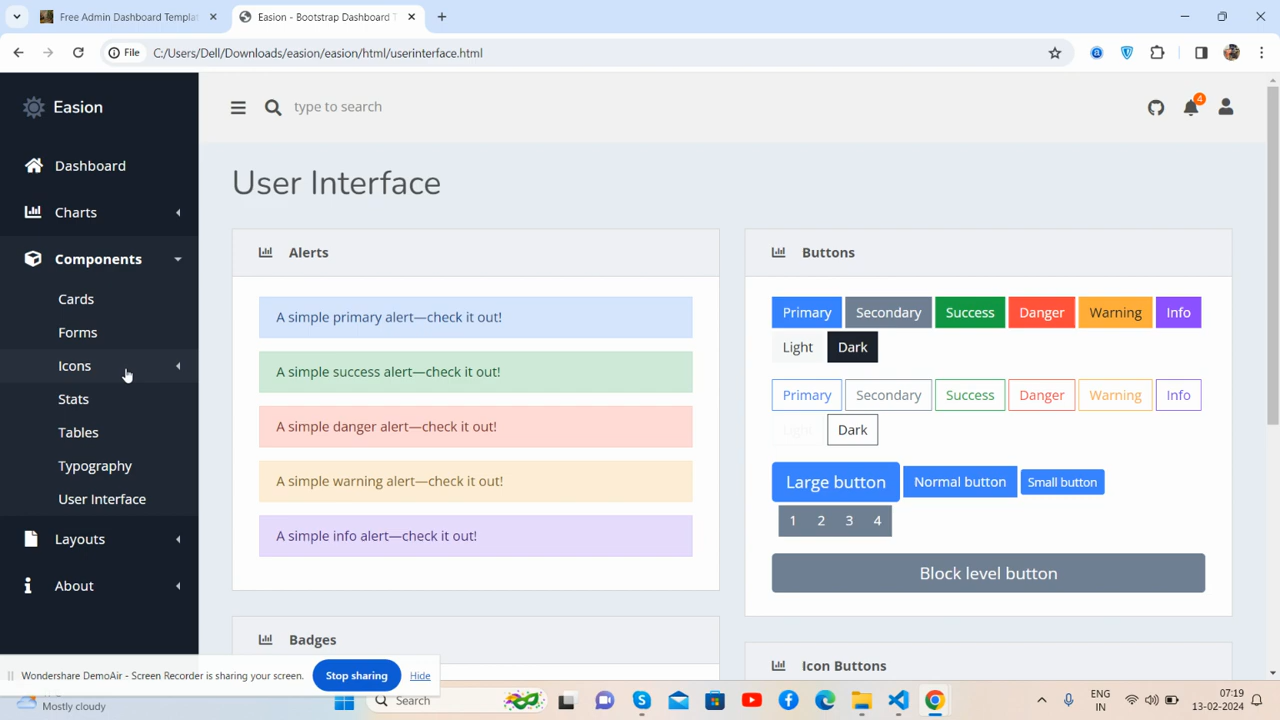 Free Admin Dashboard Templat
Easion - Bootstrap Dashboard T
File
C:/Users/Dell/Downloads/easion/easion/html/userinterface.html
Easion
type to search
4
Dashboard
Charts
Components
Cards
Forms
Icons
Stats
Tables
Typography
User Interface
Layouts
About
User Interface
Alerts
A simple primary alert—check it out!
A simple success alert—check it out!
A simple danger alert—check it out!
A simple warning alert—check it out!
A simple info alert—check it out!
Badges
Buttons
Primary Secondary Success Danger Warning Info
Light Dark
Primary Secondary Success Danger Warning Info
Light Dark
Large button Normal button Small button
1 2 3 4
Block level button
Icon Buttons
Wondershare DemoAir - Screen Recorder is sharing your screen. Stop sharing Hide
Mostly cloudy
Search
ENG
IN
07:19
13-02-2024